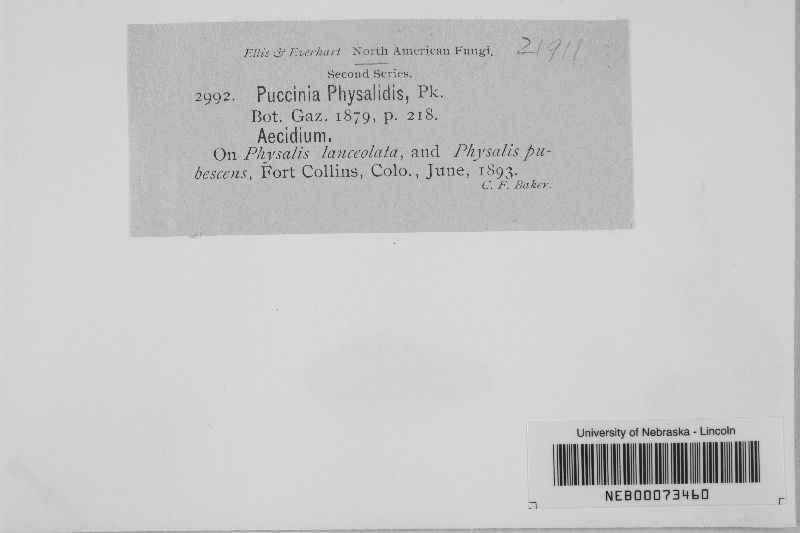 Ellis & Everhart North American Fungi.
21911
Second Series.
2992. Puccinia Physalidis, Pk.
Bot. Gaz. 1879, p. 218.
Aecidium.
On Physalis lanceolata, and Physalis pu-
bescens, Fort Collins, Colo., June, 1893.
C. F. Baker.
University of Nebraska - Lincoln
NEB00073460